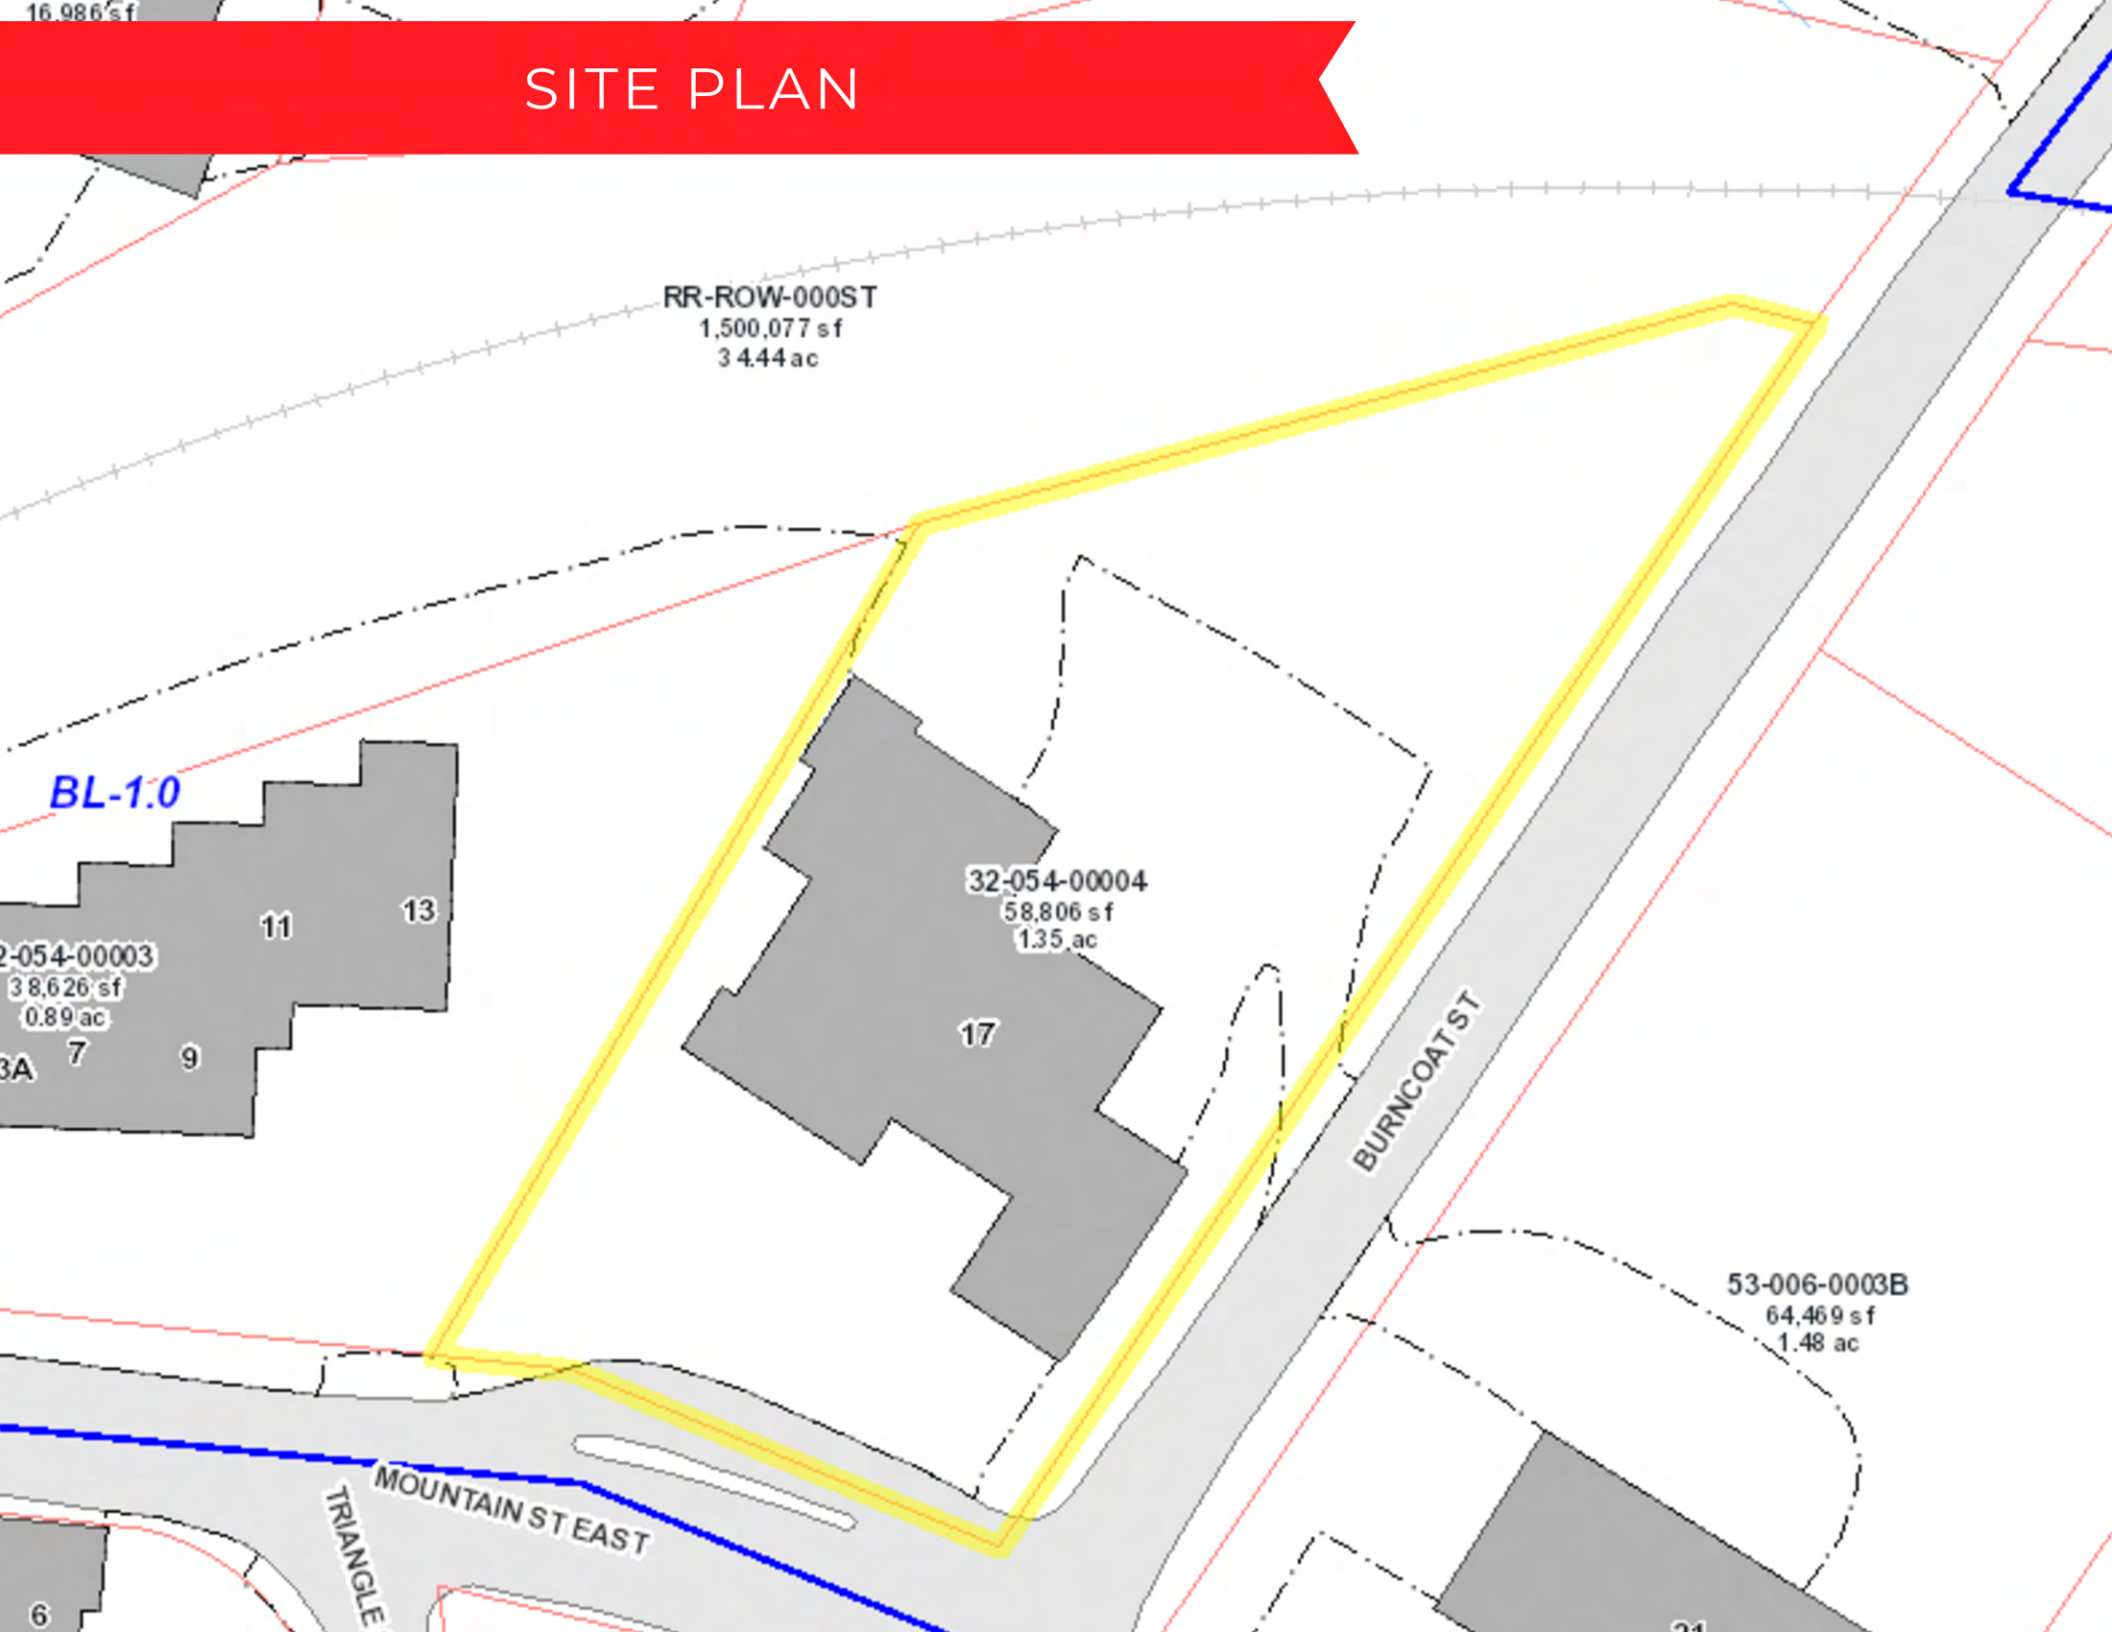 16,986 sf
SITE PLAN
RR-ROW-000ST
1,500,077 sf
34.44 ac
BL-1.0
32-054-00004
58,806 sf
1.35 ac
17
11
13
2-054-00003
38,626 sf
0.89 ac
7
9
3A
BURNCOAT ST
53-006-0003B
64,469 sf
1.48 ac
MOUNTAIN ST EAST
TRIANGLE
6